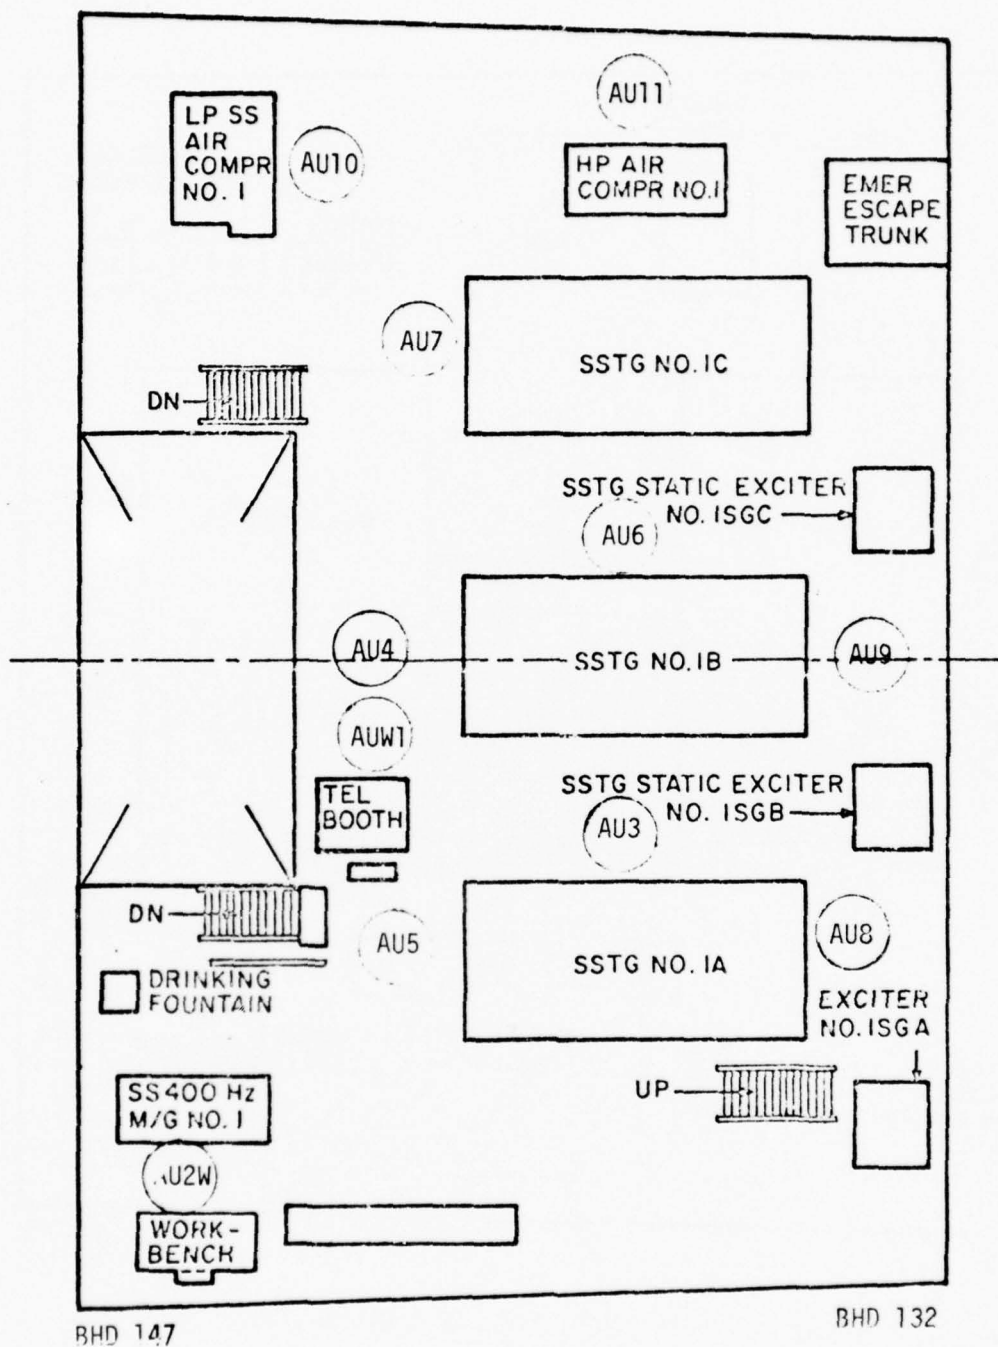 AU11
LP SS
AIR
COMPR
NO. 1
AU10
HP AIR
COMPR NO.1
EMER
ESCAPE
TRUNK
AU7
SSTG NO. 1C
DN
SSTG STATIC EXCITER
NO. 1SGC
AU6
AU4
SSTG NO. 1B
AU9
AUW1
TEL
BOOTH
SSTG STATIC EXCITER
NO. 1SGB
AU3
DN
AU5
SSTG NO. 1A
AU8
DRINKING
FOUNTAIN
EXCITER
NO. 1SGA
SS 400 Hz
M/G NO. 1
UP
AU2W
WORK-
BENCH
BHD 147
BHD 132